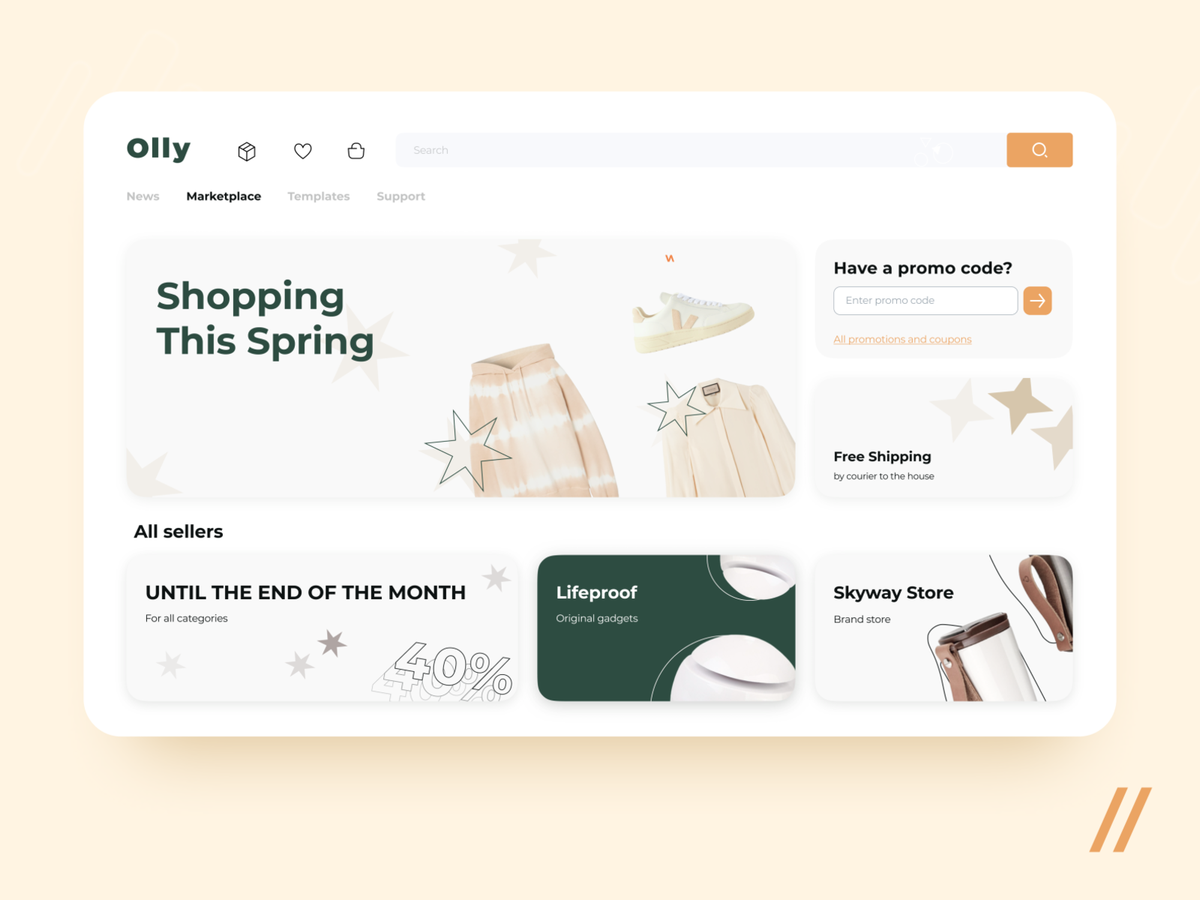 Olly
Search
News Marketplace Templates Support
Shopping
This Spring
Have a promo code?
Enter promo code
All promotions and coupons
Free Shipping
by courier to the house
All sellers
UNTIL THE END OF THE MONTH
For all categories
40%
Lifeproof
Original gadgets
Skyway Store
Brand store